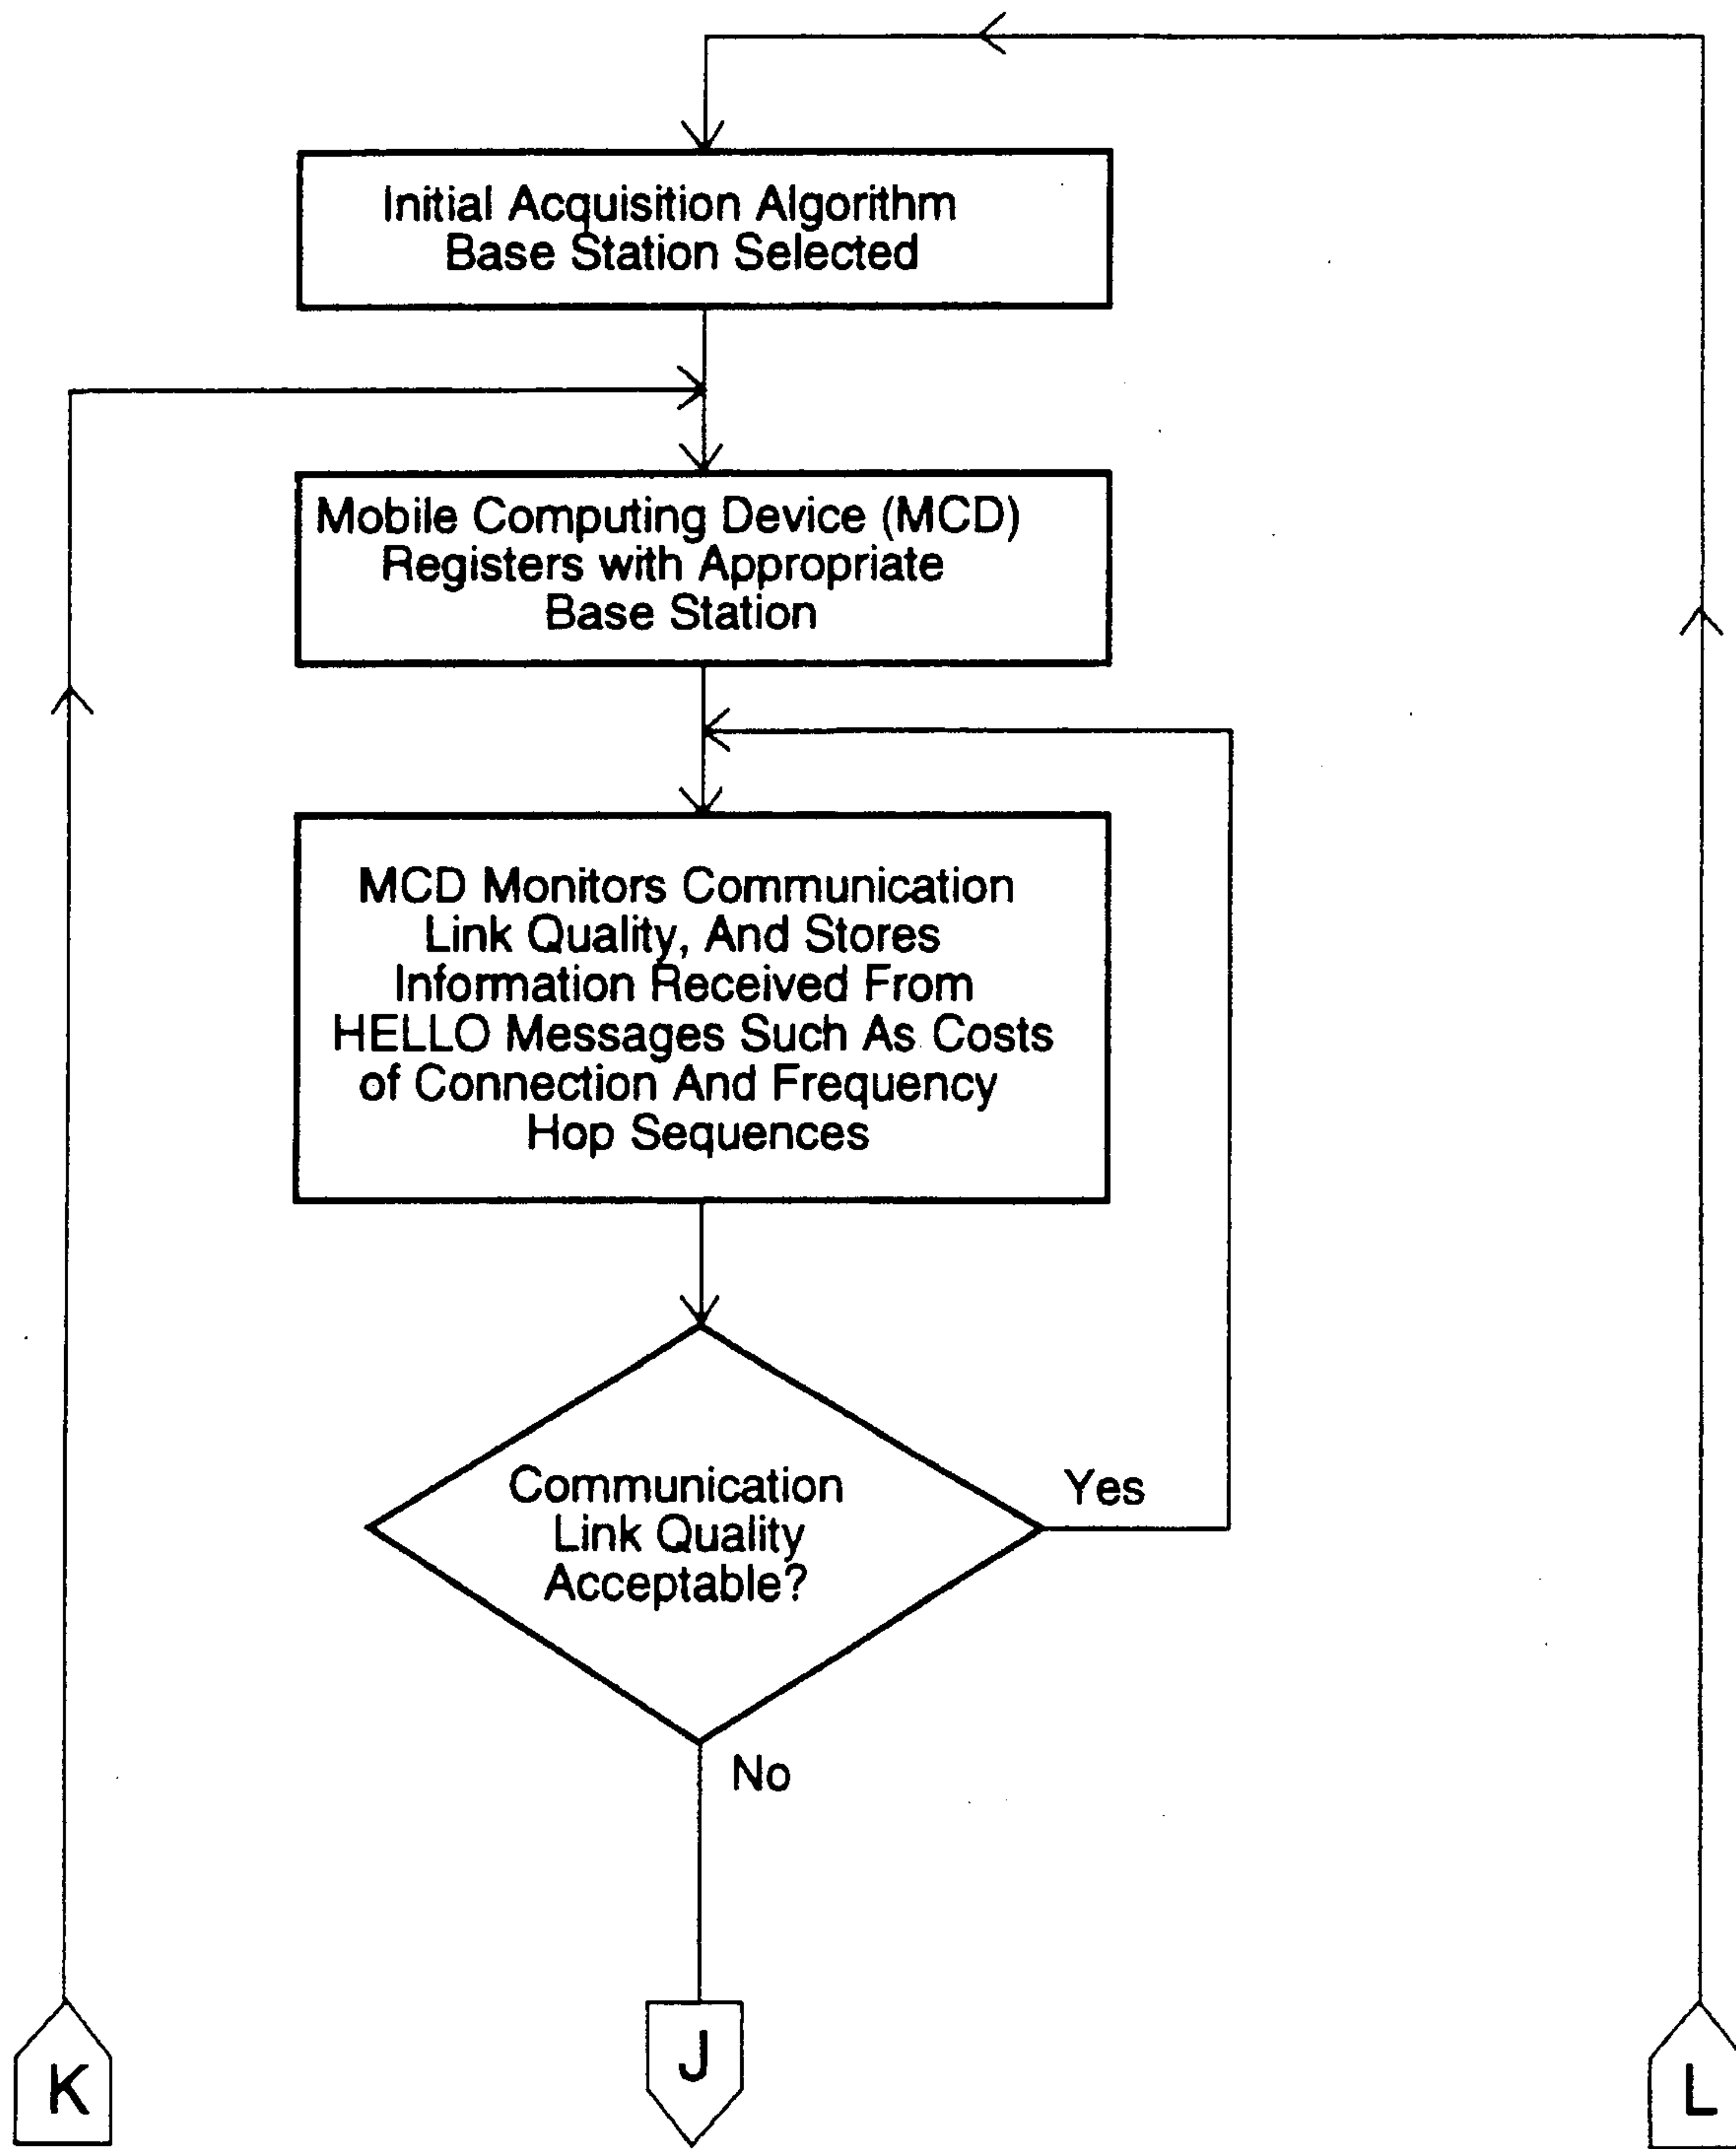 Initial Acquisition Algorithm
Base Station Selected
Mobile Computing Device (MCD)
Registers with Appropriate
Base Station
MCD Monitors Communication
Link Quality, And Stores
Information Received From
HELLO Messages Such As Costs
of Connection And Frequency
Hop Sequences
Communication
Link Quality
Acceptable?
Yes
No
K
J
L